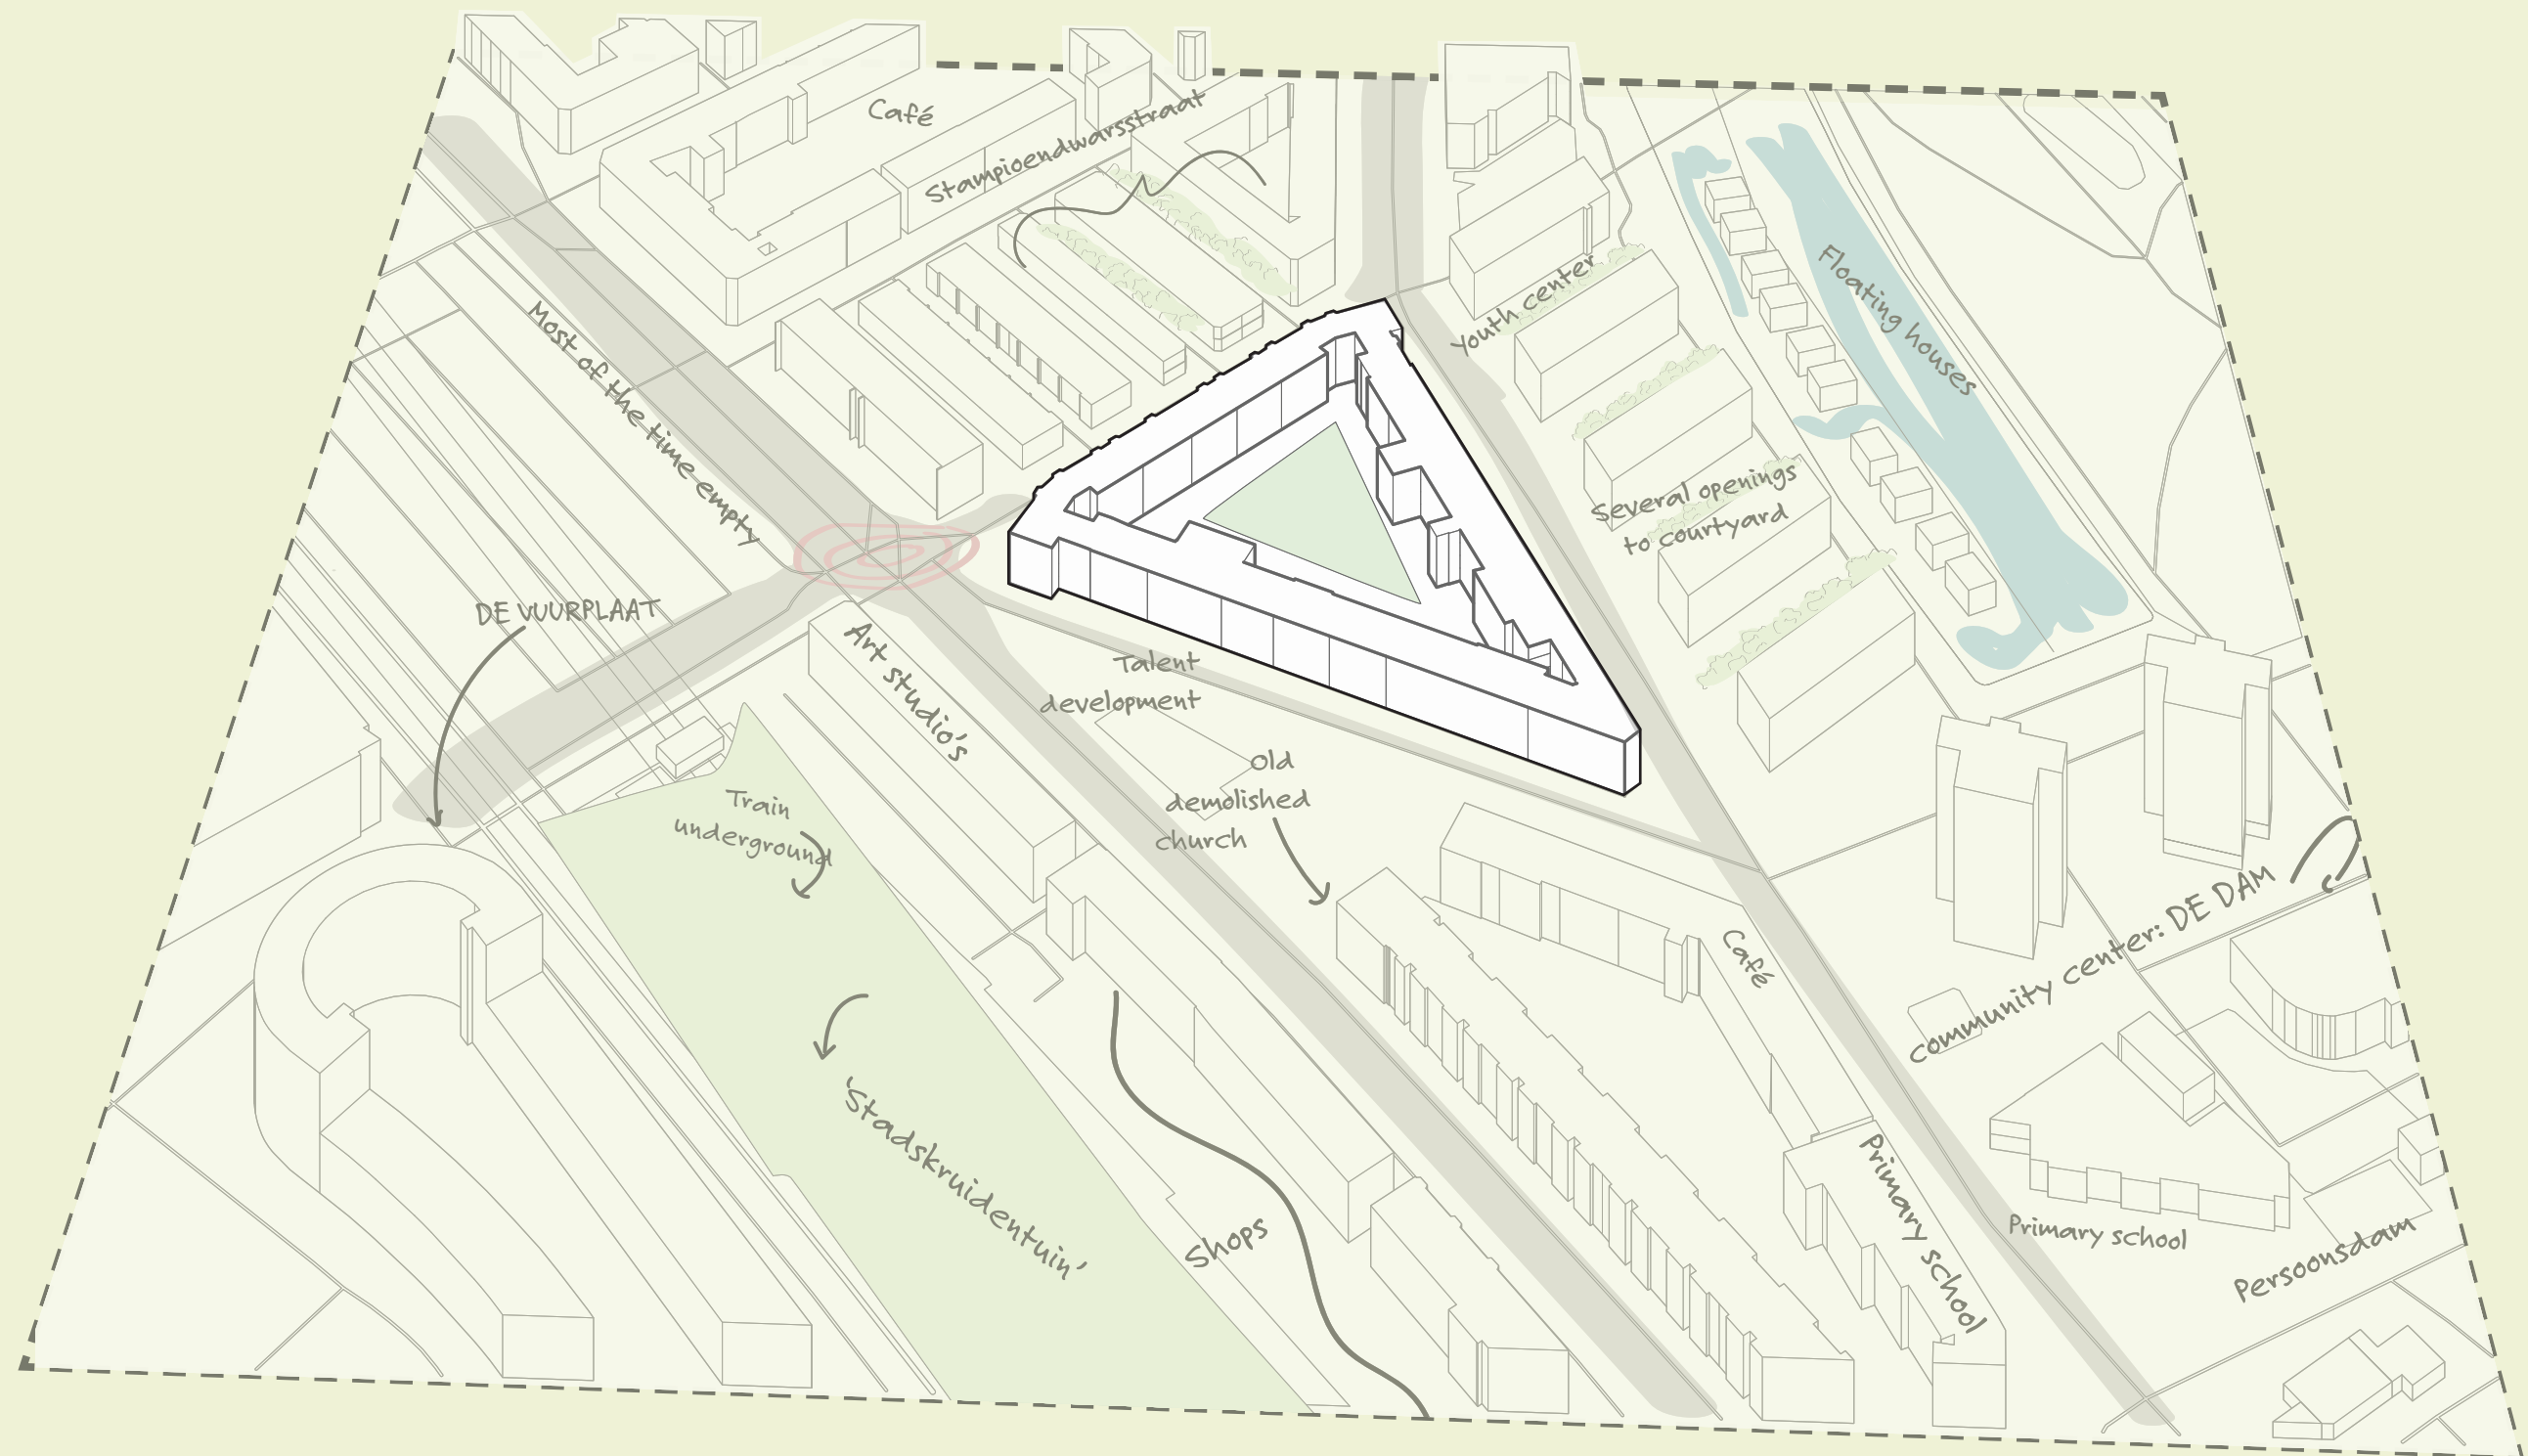 Café
Stampioendwarsstraat
Floating houses
Youth center
Most of the time empty
Several openings
to courtyard
DE VUURPLAAT
Art studio's
Talent
development
Old
demolished
church
Train
underground
Café
community center: DE DAM
'Stadskruidentuin'
Shops
Primary school
Primary school
Persoonsdam